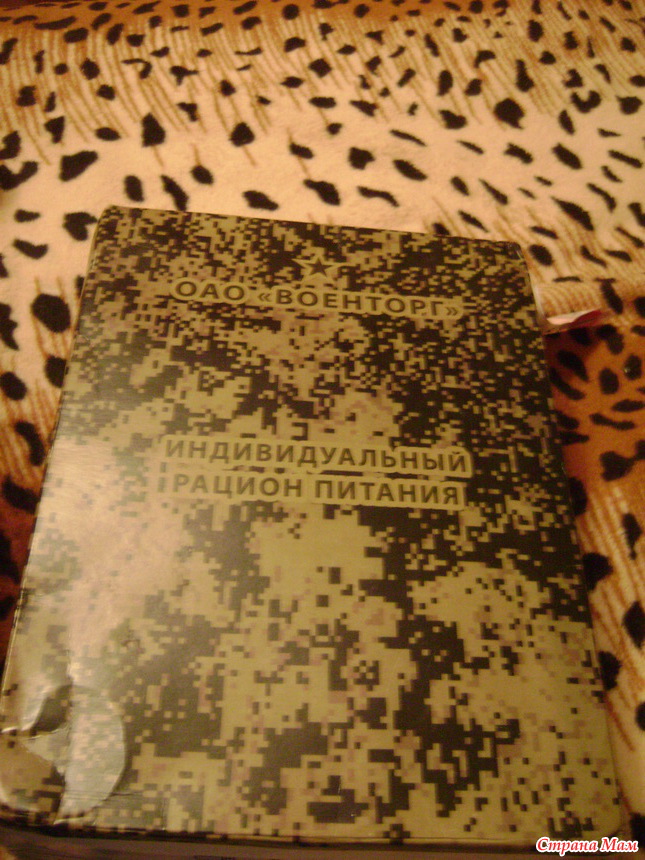 ОАО «ВОЕНТОРГ»
ИНДИВИДУАЛЬНЫЙ
РАЦИОН ПИТАНИЯ
Страна Мам